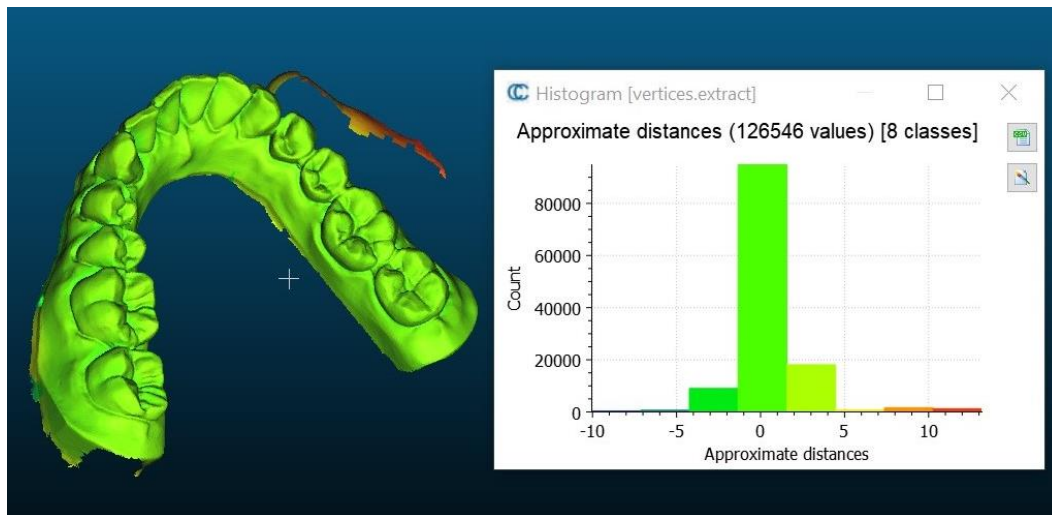 Histogram [vertices.extract]
Approximate distances (126546 values) [8 classes]
80000
60000
40000
20000
0
Count
-10 -5 0 5 10
Approximate distances